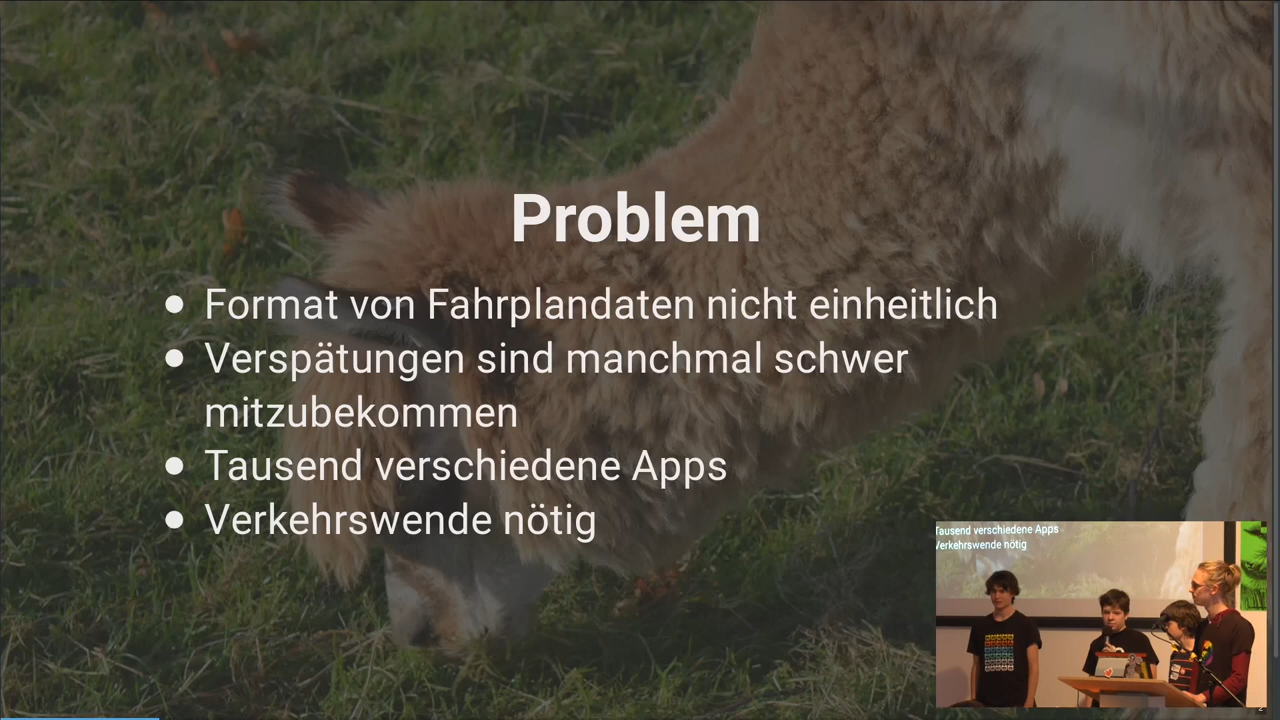 Problem
Format von Fahrplandaten nicht einheitlich
Verspätungen sind manchmal schwer
mitzubekommen
Tausend verschiedene Apps
Verkehrswende nötig
Tausend verschiedene Apps
Verkehrswende nötig
2